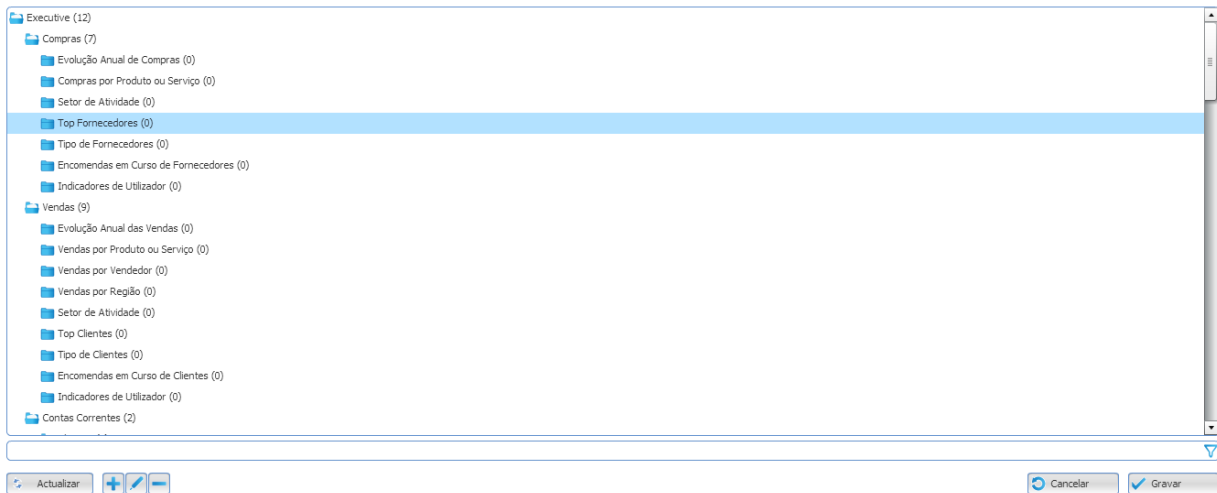 Executive (12)
Compras (7)
Evolução Anual de Compras (0)
Compras por Produto ou Serviço (0)
Setor de Atividade (0)
Top Fornecedores (0)
Tipo de Fornecedores (0)
Encomendas em Curso de Fornecedores (0)
Indicadores de Utilizador (0)
Vendas (9)
Evolução Anual das Vendas (0)
Vendas por Produto ou Serviço (0)
Vendas por Vendedor (0)
Vendas por Região (0)
Setor de Atividade (0)
Top Clientes (0)
Tipo de Clientes (0)
Encomendas em Curso de Clientes (0)
Indicadores de Utilizador (0)
Contas Correntes (2)
Actualizar
Cancelar
Gravar